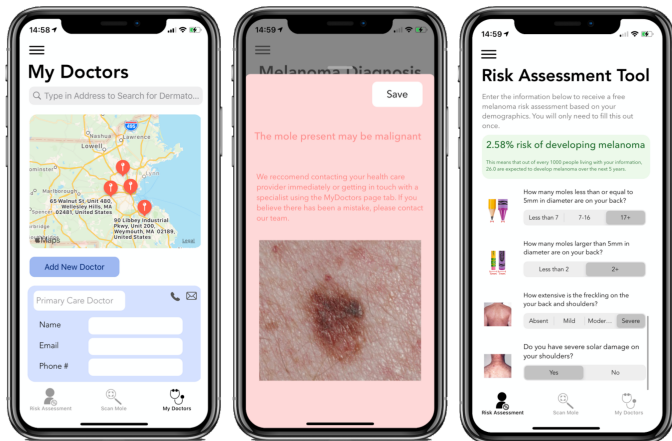 14:58
My Doctors
Type in Address to Search for Dermato...
495
Nashua
Lawrence
Lowell
Lynn
Marlborough
65 Walnut St, Unit 480,
Wellesley Hills, MA
02481, United States
90 Libbey Industrial
Pkwy, Unit 200,
Weymouth, MA 02189,
United States
Maps
Legal
Add New Doctor
Primary Care Doctor
Name
Email
Phone #
Risk Assessment
Scan Mole
My Doctors
14:59
Melanoma Diagnosis
Save
The mole present may be malignant
We reccomend contacting your health care
provider immediately or getting in touch with a
specialist using the MyDoctors page tab. If you
believe there has been a mistake, please contact
our team.
14:59
Risk Assessment Tool
Enter the information below to receive a free
melanoma risk assessment based on your
demographics. You will only need to fill this out
once.
2.58% risk of developing melanoma
This means that out of every 1000 people living with your information,
26.0 are expected to develop melanoma over the next 5 years.
How many moles less than or equal to
5mm in diameter are on your back?
Less than 7
7-16
17+
How many moles larger than 5mm in
diameter are on your back?
Less than 2
2+
How extensive is the freckling on the
your back and shoulders?
Absent
Mild
Moder...
Severe
Do you have severe solar damage on
your shoulders?
Yes
No
Risk Assessment
Scan Mole
My Doctors